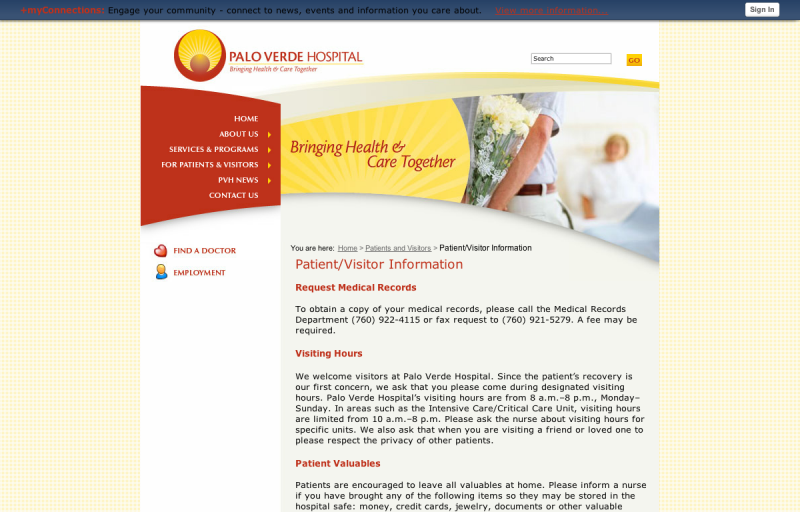 +myConnections: Engage your community - connect to news, events and information you care about. View more information...
Sign In
PALO VERDE HOSPITAL
Bringing Health & Care Together
Search
GO
HOME
ABOUT US
SERVICES & PROGRAMS
FOR PATIENTS & VISITORS
PVH NEWS
CONTACT US
Bringing Health &
Care Together
FIND A DOCTOR
EMPLOYMENT
You are here: Home > Patients and Visitors > Patient/Visitor Information
Patient/Visitor Information
Request Medical Records
To obtain a copy of your medical records, please call the Medical Records
Department (760) 922-4115 or fax request to (760) 921-5279. A fee may be
required.
Visiting Hours
We welcome visitors at Palo Verde Hospital. Since the patient's recovery is
our first concern, we ask that you please come during designated visiting
hours. Palo Verde Hospital's visiting hours are from 8 a.m.–8 p.m., Monday–
Sunday. In areas such as the Intensive Care/Critical Care Unit, visiting hours
are limited from 10 a.m.–8 p.m. Please ask the nurse about visiting hours for
specific units. We also ask that when you are visiting a friend or loved one to
please respect the privacy of other patients.
Patient Valuables
Patients are encouraged to leave all valuables at home. Please inform a nurse
if you have brought any of the following items so they may be stored in the
hospital safe: money, credit cards, jewelry, documents or other valuable